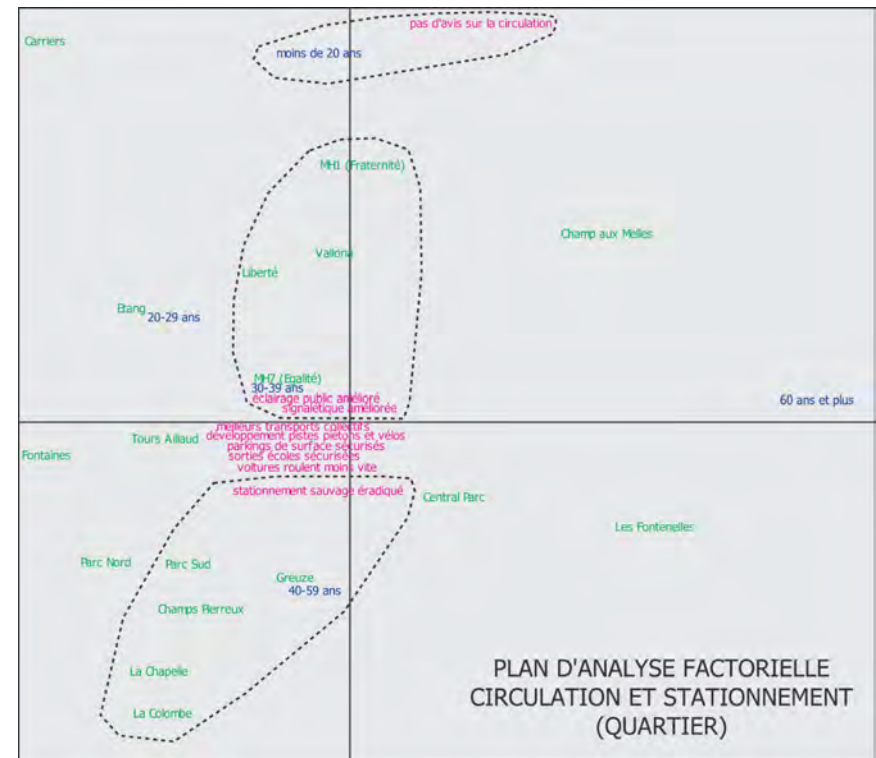 pas d'avis sur la circulation
Carriers
moins de 20 ans
MH1 (Fraternité)
Champ aux Melles
Vallona
Liberté
Etang
20-29 ans
MH7 (Egalité)
30-39 ans
éclairage public amélioré
60 ans et plus
signalétique améliorée
meilleurs transports collectifs
Tours Aillaud
développement pistes piétons et vélos
parkings de surface sécurisés
Fontaines
sorties écoles sécurisées
voitures roulent moins vite
stationnement sauvage éradiqué
Central Parc
Les Fontenelles
Parc Nord
Parc Sud
Greuze
40-59 ans
Champs Pierreux
La Chapelle
PLAN D'ANALYSE FACTORIELLE
CIRCULATION ET STATIONNEMENT
(QUARTIER)
La Colombe